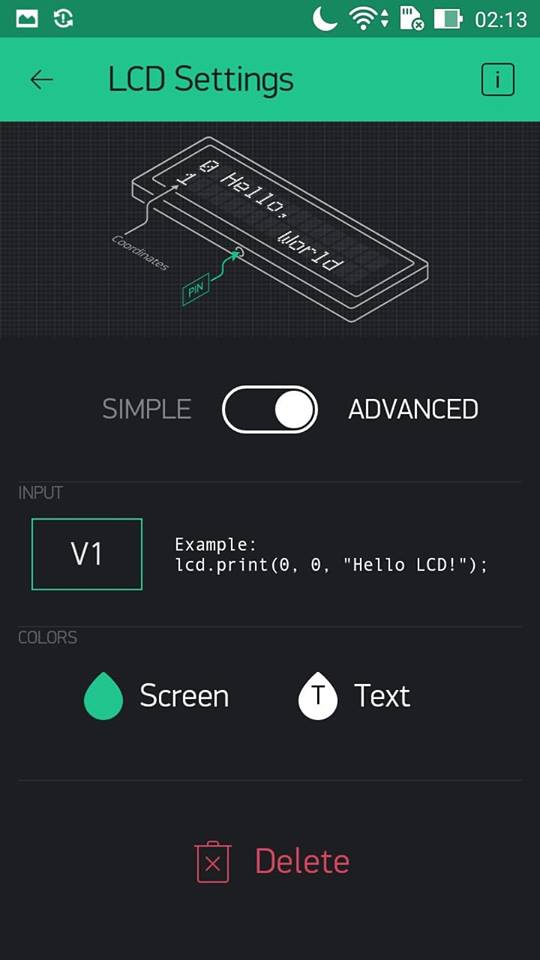 02:13
LCD Settings
i
0 Hello,
1 World
Coordinates
PIN
SIMPLE ADVANCED
INPUT
V1
Example:
lcd.print(0, 0, "Hello LCD!");
COLORS
Screen T Text
Delete